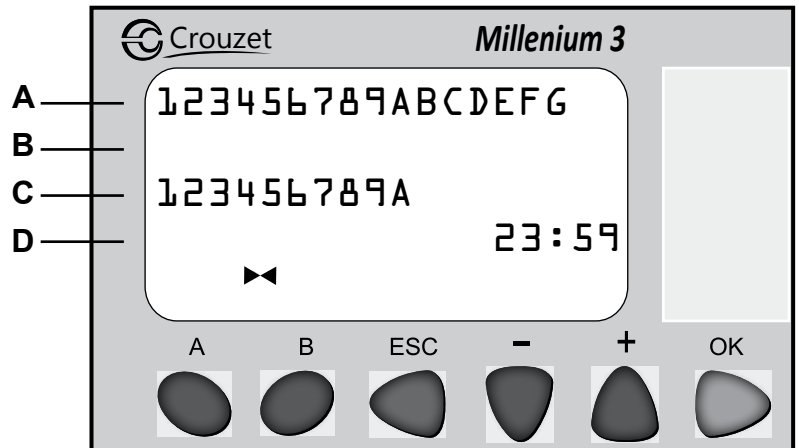 Crouzet Millenium 3
A 123456789ABCDEFG
B
C 123456789A
D 23:59
A B ESC - + OK